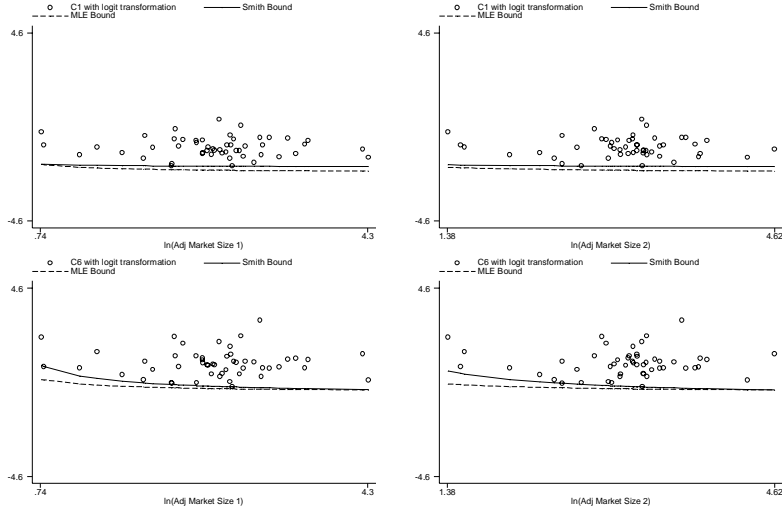 C1 with logit transformation Smith Bound
MLE Bound
4.6
-4.6
.74 4.3
ln(Adj Market Size 1)
C1 with logit transformation Smith Bound
MLE Bound
4.6
-4.6
1.38 4.62
ln(Adj Market Size 2)
C6 with logit transformation Smith Bound
MLE Bound
4.6
-4.6
.74 4.3
ln(Adj Market Size 1)
C6 with logit transformation Smith Bound
MLE Bound
4.6
-4.6
1.38 4.62
ln(Adj Market Size 2)